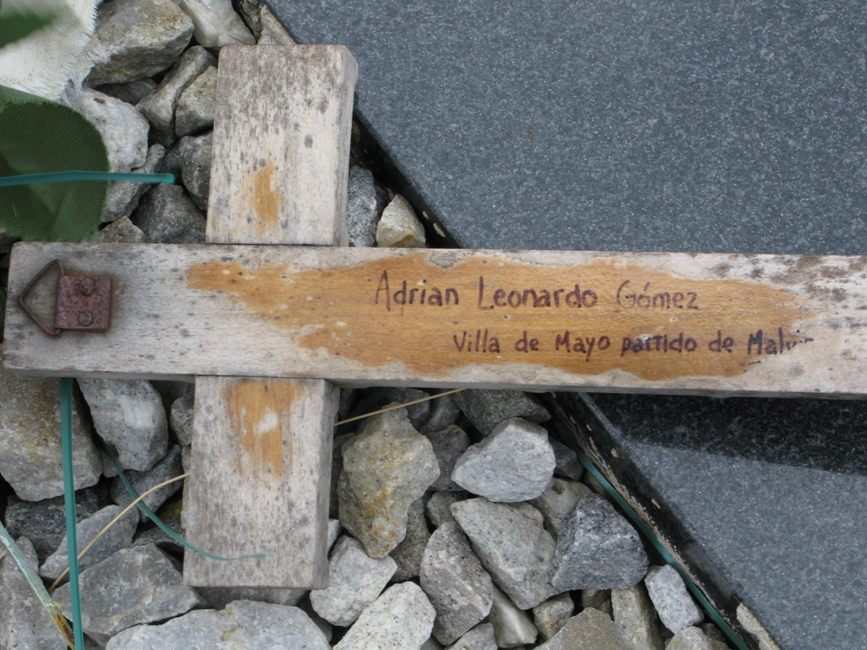 Adrian Leonardo Gómez
Villa de Mayo partido de